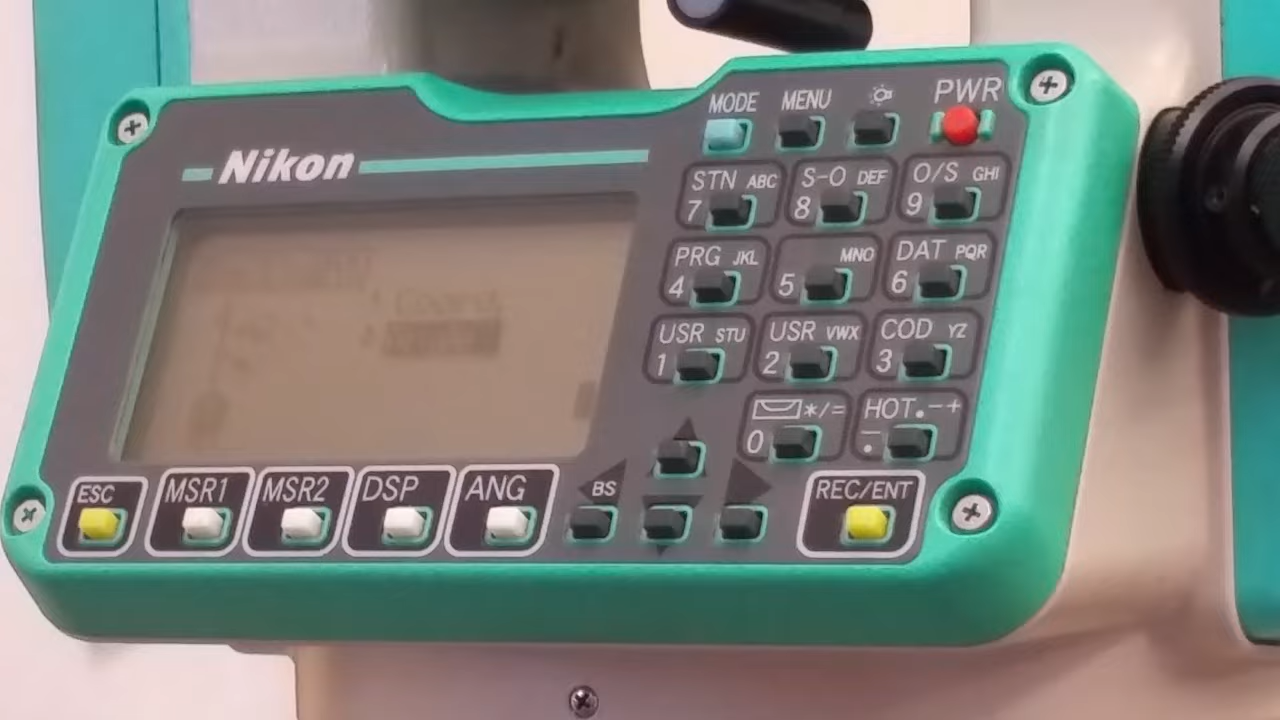 MODE MENU PWR
Nikon
STN ABC S-O DEF O/S GHI
7 8 9
PRG JKL MNO DAT PQR
4 5 6
USR STU USR VWX COD YZ
1 2 3
*/= HOT.-+
0 .
ESC MSR1 MSR2 DSP ANG BS REC/ENT